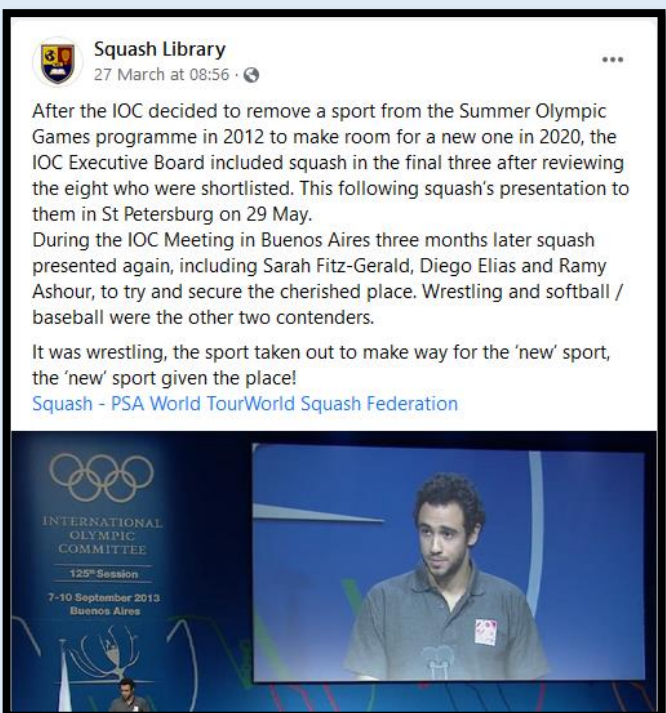 Squash Library
27 March at 08:56 ·
After the IOC decided to remove a sport from the Summer Olympic
Games programme in 2012 to make room for a new one in 2020, the
IOC Executive Board included squash in the final three after reviewing
the eight who were shortlisted. This following squash's presentation to
them in St Petersburg on 29 May.
During the IOC Meeting in Buenos Aires three months later squash
presented again, including Sarah Fitz-Gerald, Diego Elias and Ramy
Ashour, to try and secure the cherished place. Wrestling and softball /
baseball were the other two contenders.
It was wrestling, the sport taken out to make way for the ‘new’ sport,
the ‘new’ sport given the place!
Squash - PSA World TourWorld Squash Federation
INTERNATIONAL
OLYMPIC
COMMITTEE
125th Session
7-10 September 2013
Buenos Aires